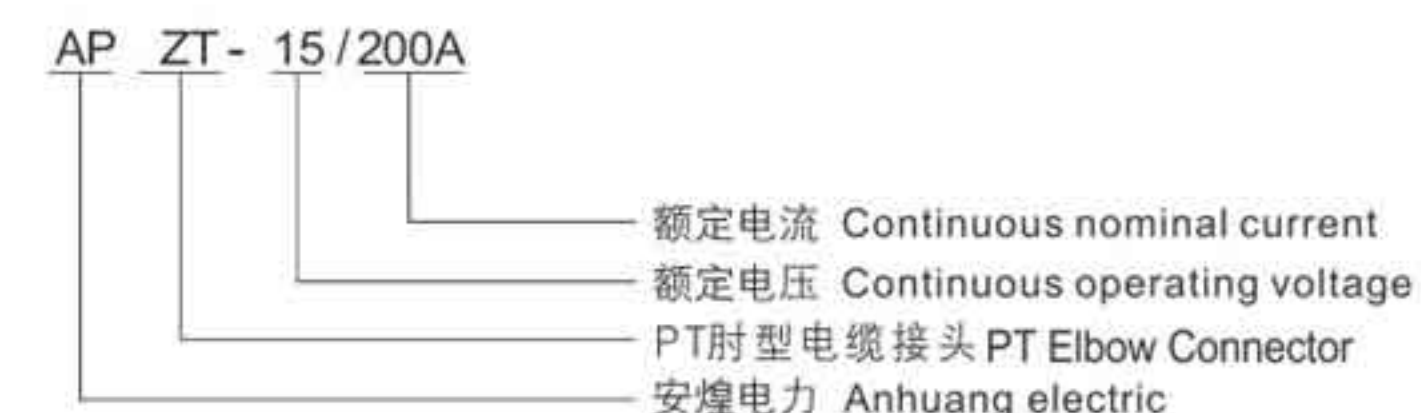 AP ZT- 15/200A
额定电流 Continuous nominal current
额定电压 Continuous operating voltage
PT肘型电缆接头 PT Elbow Connector
安煌电力 Anhuang electric